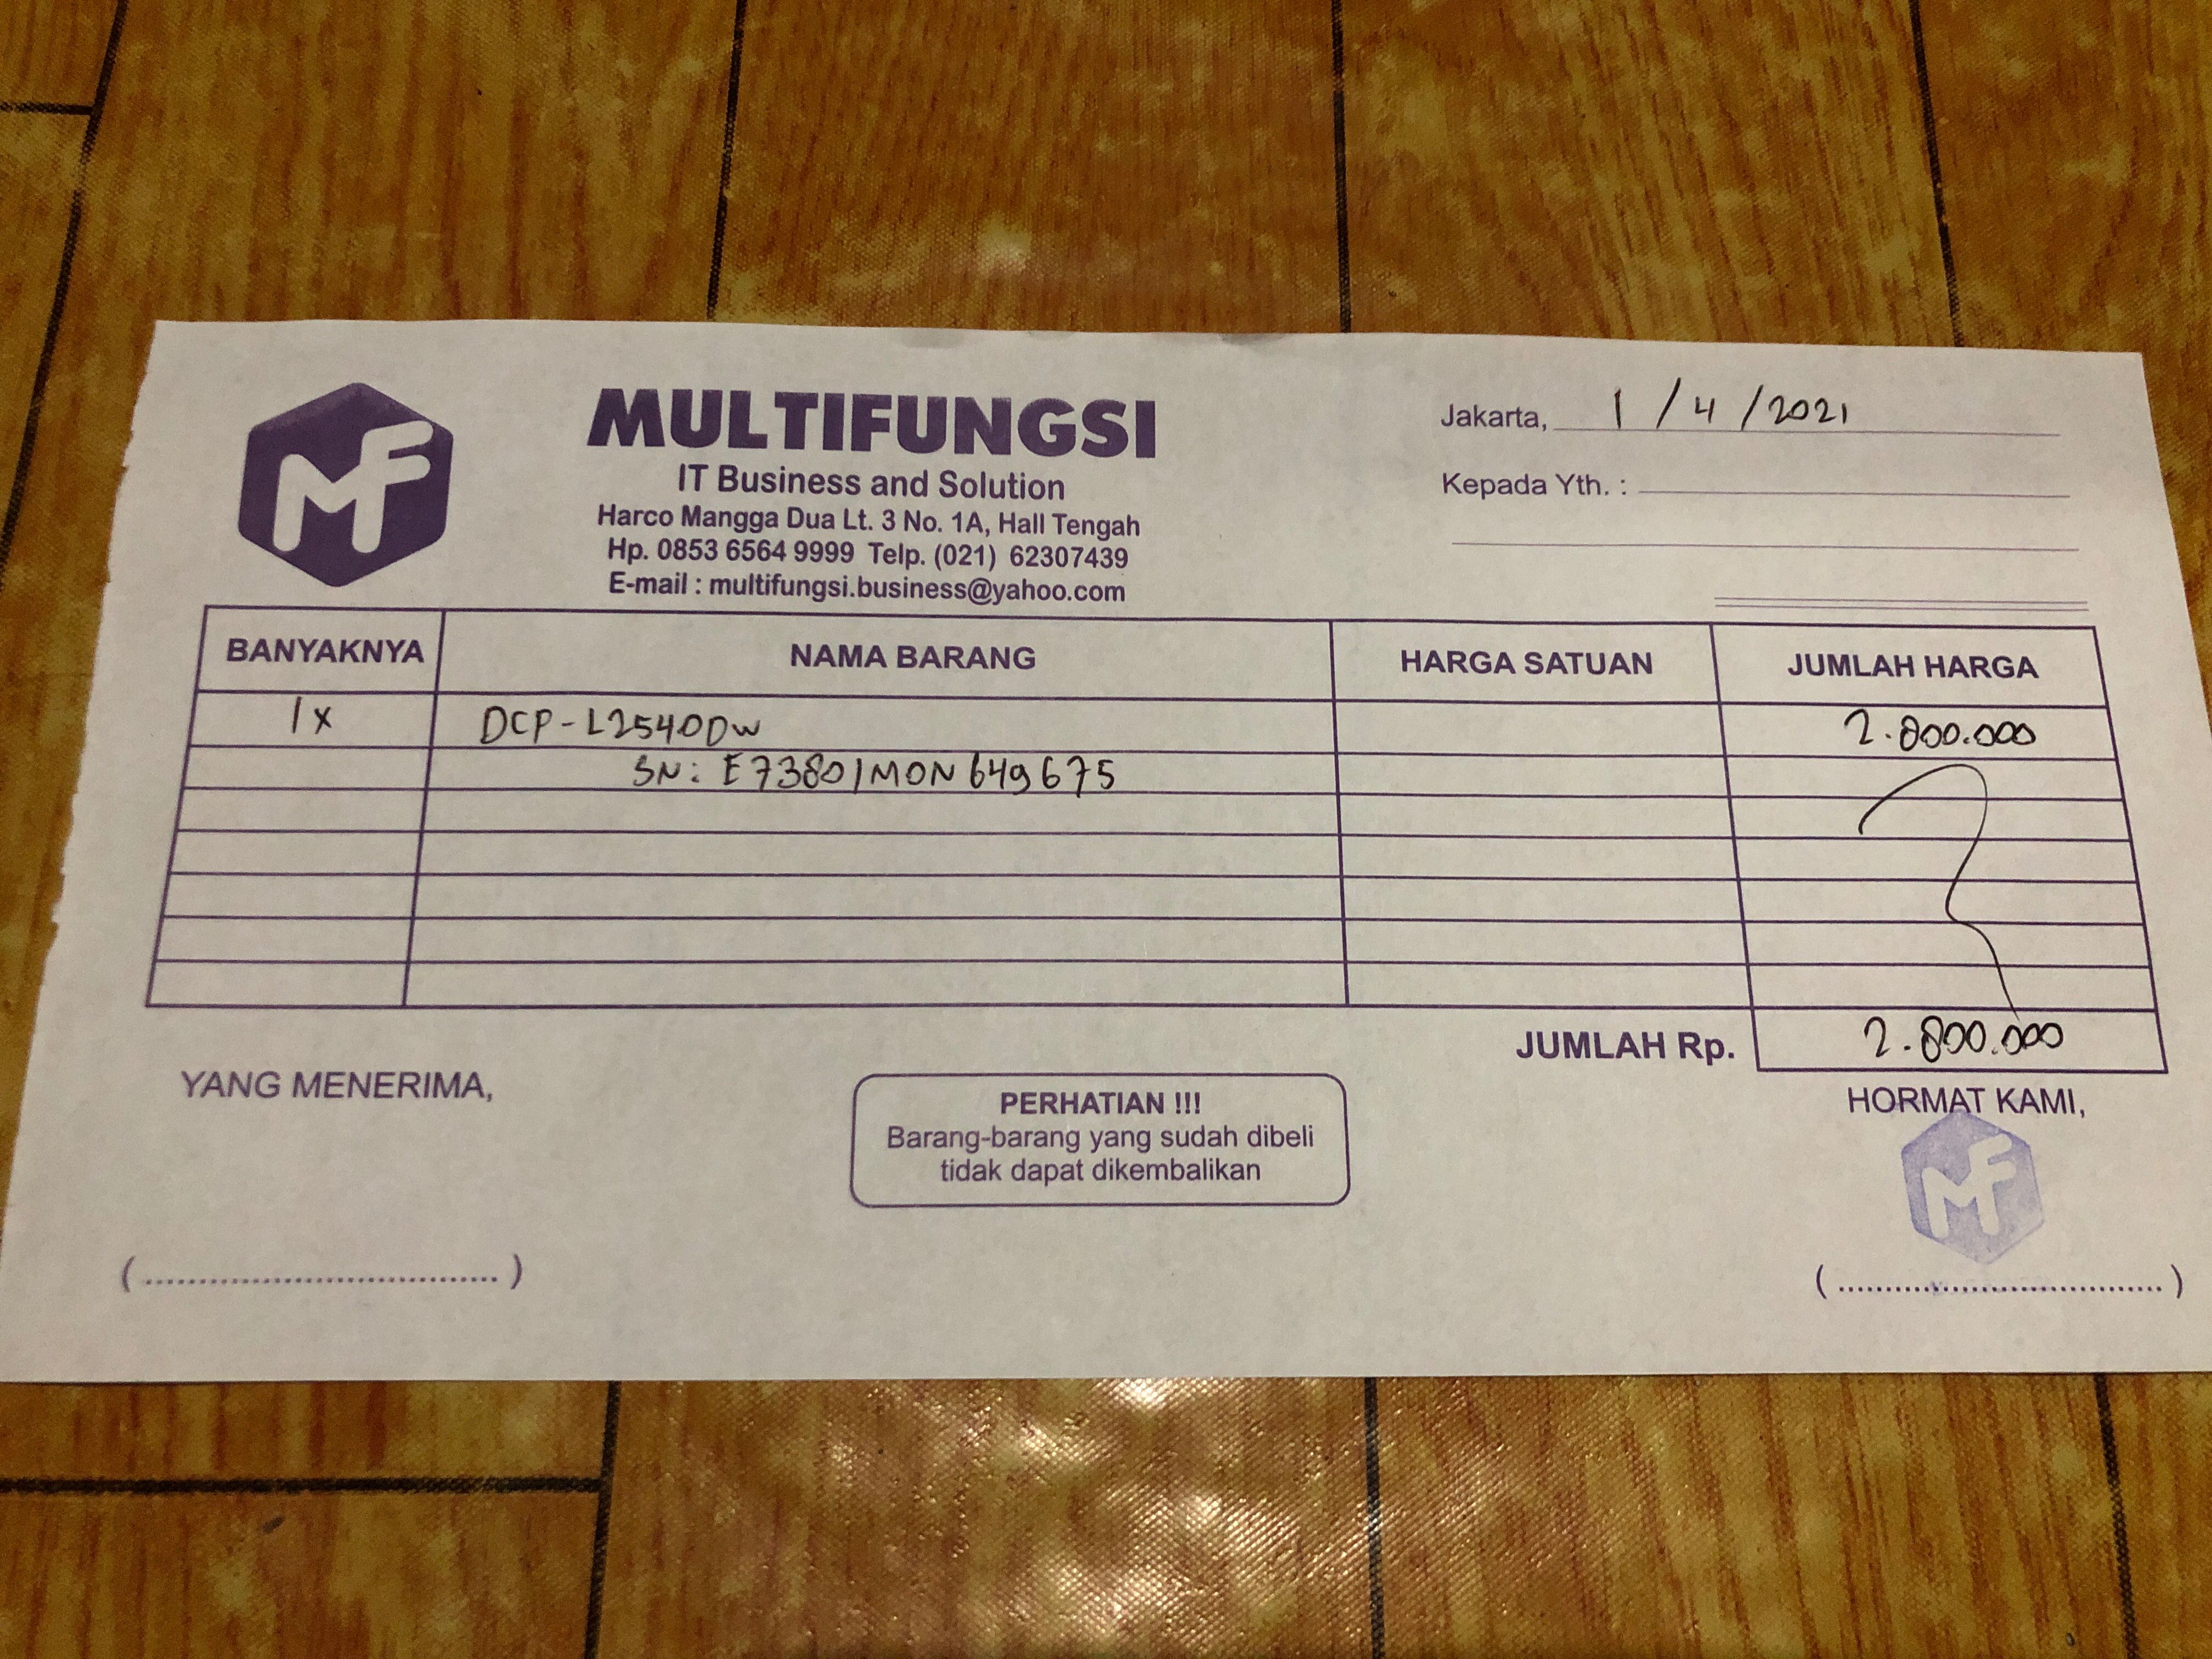 MF
MULTIFUNGSI
IT Business and Solution
Harco Mangga Dua Lt. 3 No. 1A, Hall Tengah
Hp. 0853 6564 9999 Telp. (021) 62307439
E-mail : multifungsi.business@yahoo.com
Jakarta, 1 / 4 / 2021
Kepada Yth. :
BANYAKNYA NAMA BARANG HARGA SATUAN JUMLAH HARGA
1x DCP-L2540DW 2.800.000
SN: E73801M0N649675
JUMLAH Rp. 2.800.000
YANG MENERIMA,
PERHATIAN !!!
Barang-barang yang sudah dibeli
tidak dapat dikembalikan
HORMAT KAMI,
MF
(....................................)
(....................................)